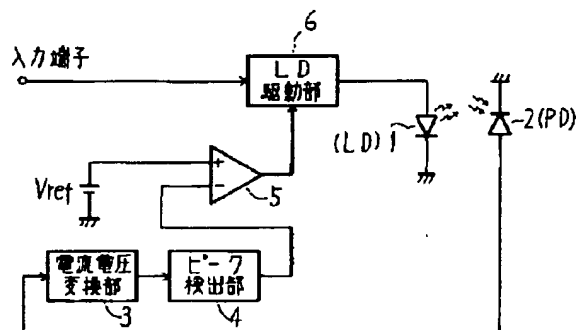 6
入力端子
LD
駆動部
(LD)1
2(PD)
+
-
5
Vref
電流電圧
変換部
3
ピーク
検出部
4